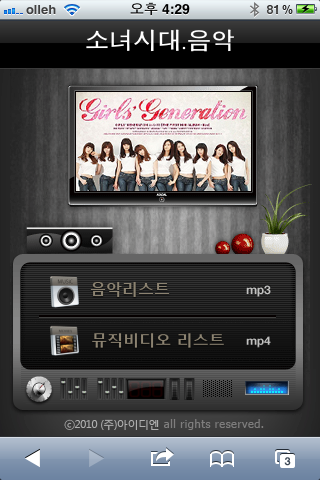 olleh 오후 4:29 81%
소녀시대.음악
Girls' Generation
음악리스트 mp3
뮤직비디오 리스트 mp4
©2010 (주)아이디엔 all rights reserved.
3